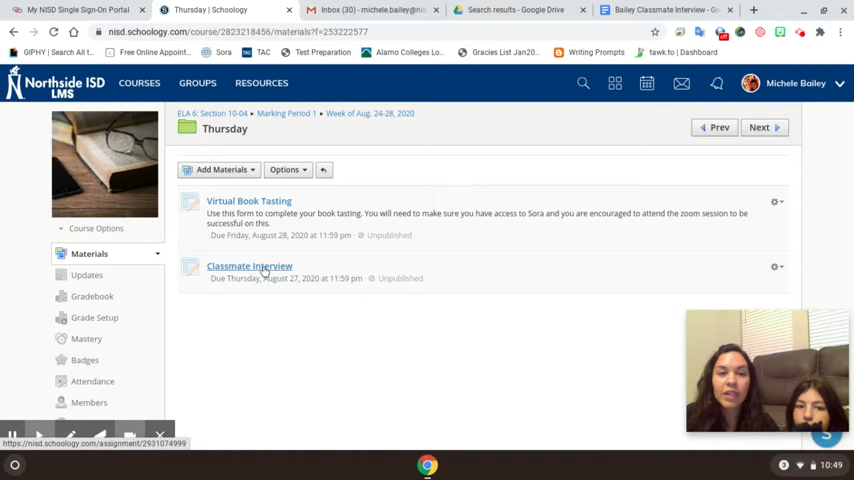 My NISD Single Sign-On Portal
Thursday | Schoology
Inbox (30) - michele.bailey@nis
Search results - Google Drive
Bailey Classmate Interview - Go
nisd.schoology.com/course/2823218456/materials?f=253222577
GIPHY | Search All t
Free Online Appoint...
Sora
TAC
Test Preparation
Alamo Colleges Lo...
Gracies List Jan20...
Writing Prompts
tawk.to | Dashboard
Northside ISD
LMS
COURSES
GROUPS
RESOURCES
Michele Bailey
ELA 6: Section 10-04 › Marking Period 1 › Week of Aug. 24-28, 2020
Thursday
Prev
Next
Add Materials
Options
Virtual Book Tasting
Use this form to complete your book tasting. You will need to make sure you have access to Sora and you are encouraged to attend the zoom session to be
successful on this.
· Due Friday, August 28, 2020 at 11:59 pm · Unpublished
Classmate Interview
· Due Thursday, August 27, 2020 at 11:59 pm · Unpublished
Course Options
Materials
Updates
Gradebook
Grade Setup
Mastery
Badges
Attendance
Members
https://nisd.schoology.com/assignment/2931074999
3
10:49